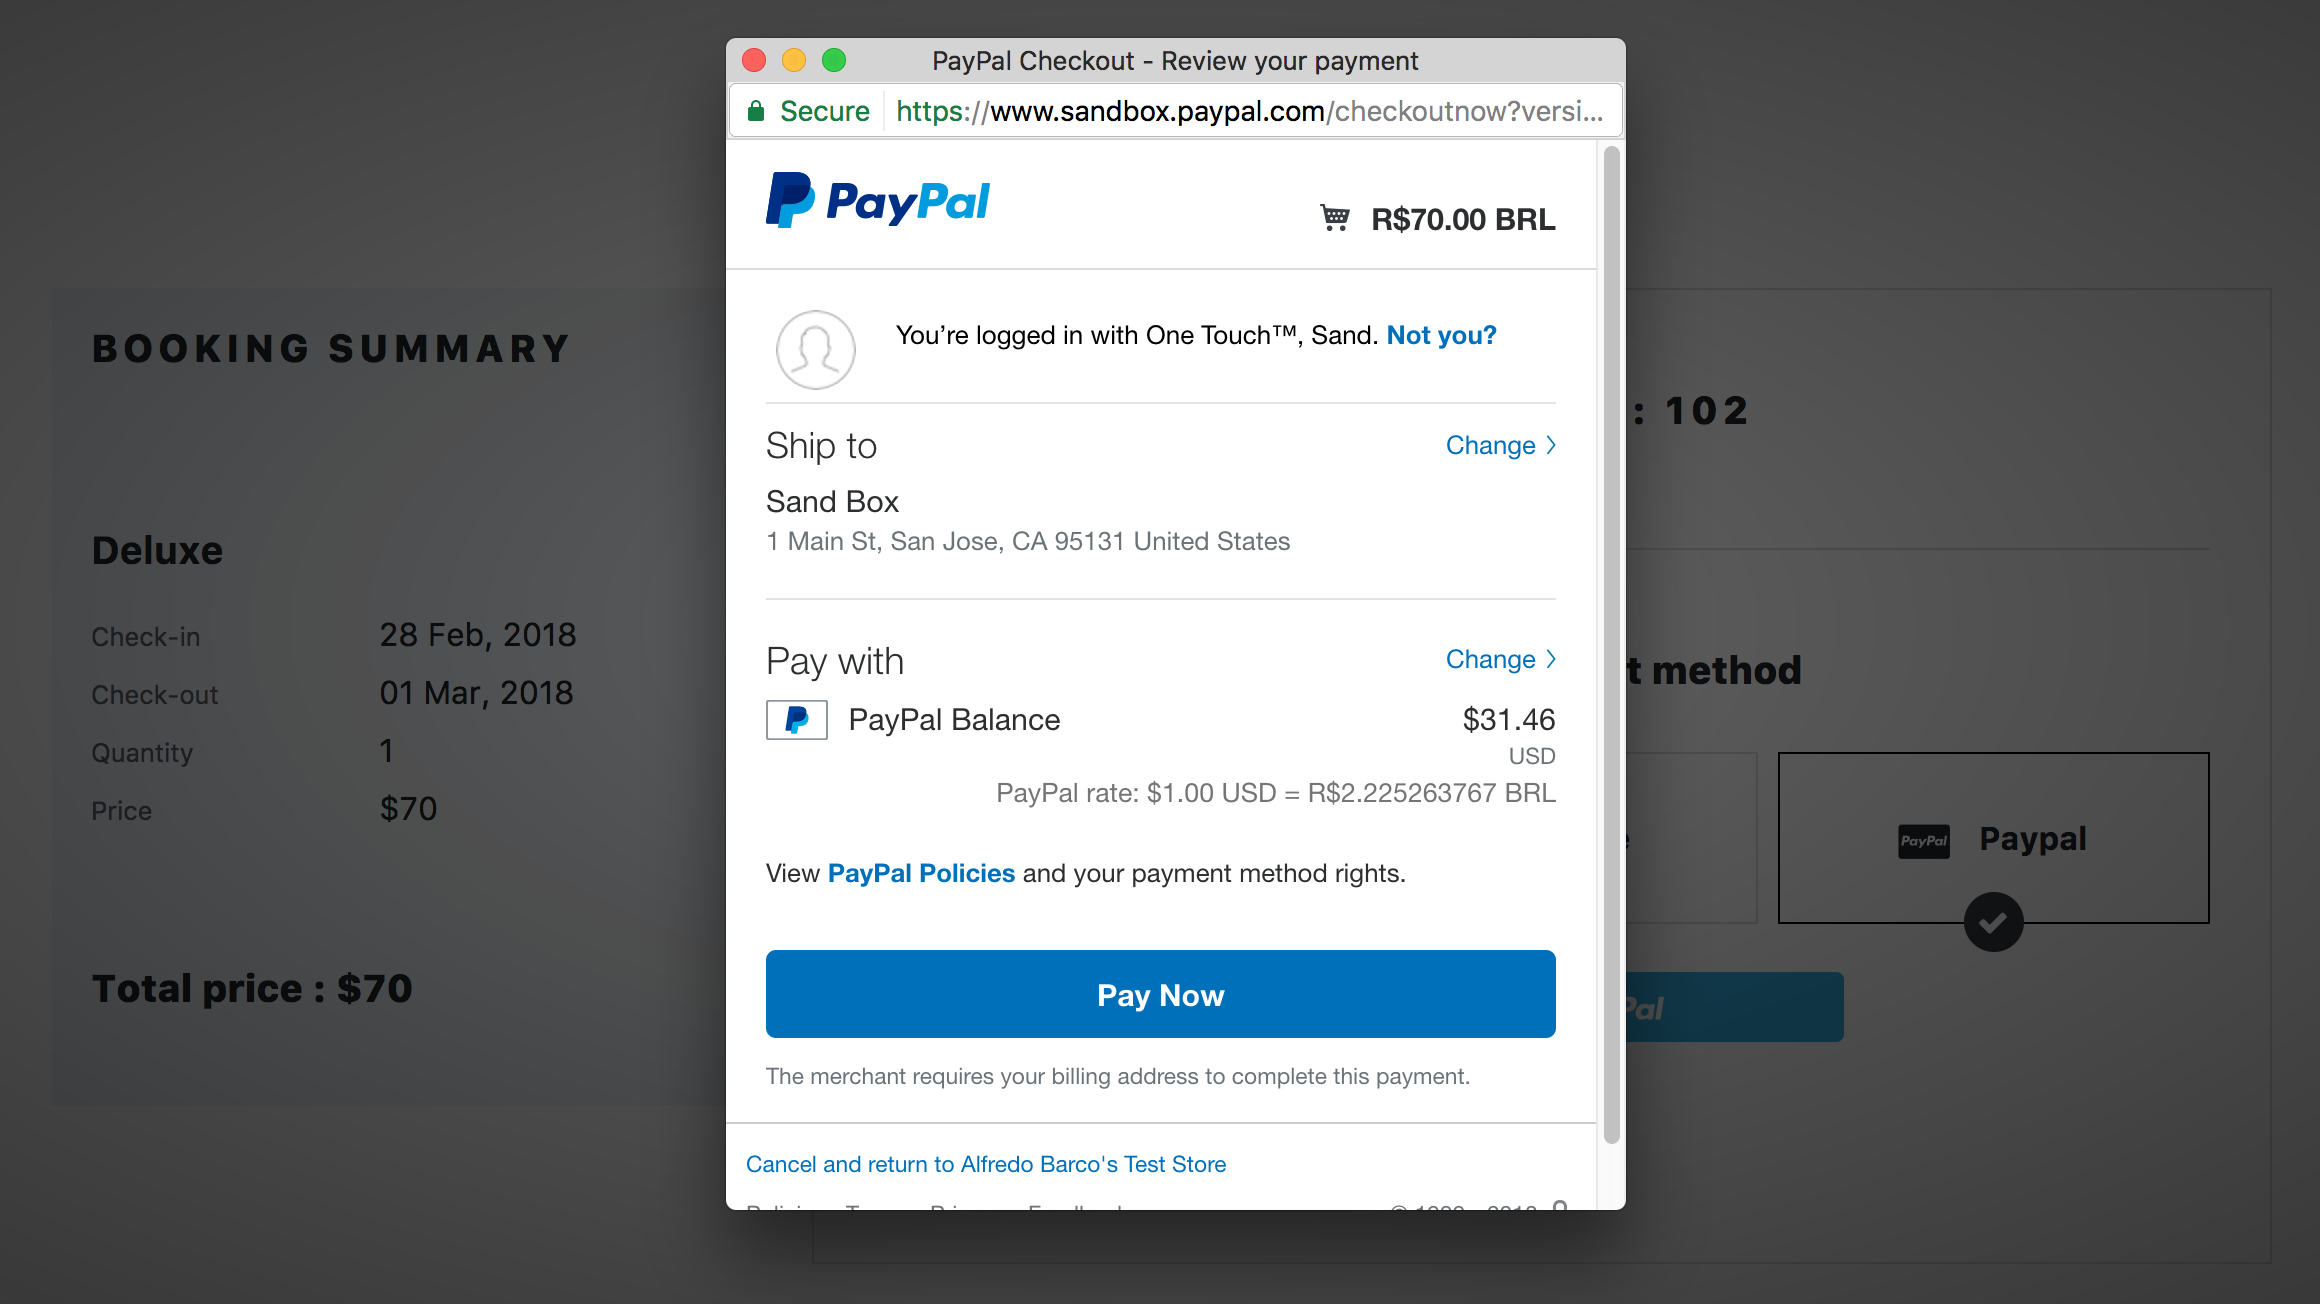 PayPal Checkout - Review your payment
Secure https://www.sandbox.paypal.com/checkoutnow?versi...
PayPal
R$70.00 BRL
You’re logged in with One Touch™, Sand. Not you?
Ship to
Change
Sand Box
1 Main St, San Jose, CA 95131 United States
Pay with
Change
PayPal Balance
$31.46
USD
PayPal rate: $1.00 USD = R$2.225263767 BRL
View PayPal Policies and your payment method rights.
Pay Now
The merchant requires your billing address to complete this payment.
Cancel and return to Alfredo Barco's Test Store
BOOKING SUMMARY
Deluxe
Check-in 28 Feb, 2018
Check-out 01 Mar, 2018
Quantity 1
Price $70
Total price : $70
: 102
t method
PayPal Paypal
Pal